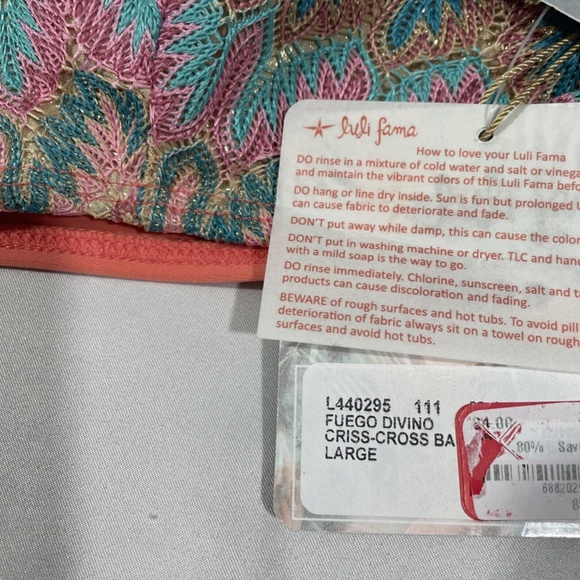 luli fama
How to love your Luli Fama
DO rinse in a mixture of cold water and salt or vinega
and maintain the vibrant colors of this Luli Fama befo
DO hang or line dry inside. Sun is fun but prolonged U
can cause fabric to deteriorate and fade.
DON'T put away while damp, this can cause the color
DON'T put in washing machine or dryer. TLC and hand
with a mild soap is the way to go.
DO rinse immediately. Chlorine, sunscreen, salt and ta
products can cause discoloration and fading.
BEWARE of rough surfaces and hot tubs. To avoid pill
deterioration of fabric always sit on a towel on rough
surfaces and avoid hot tubs.
L440295 111
FUEGO DIVINO
CRISS-CROSS BA
LARGE
80% Savi